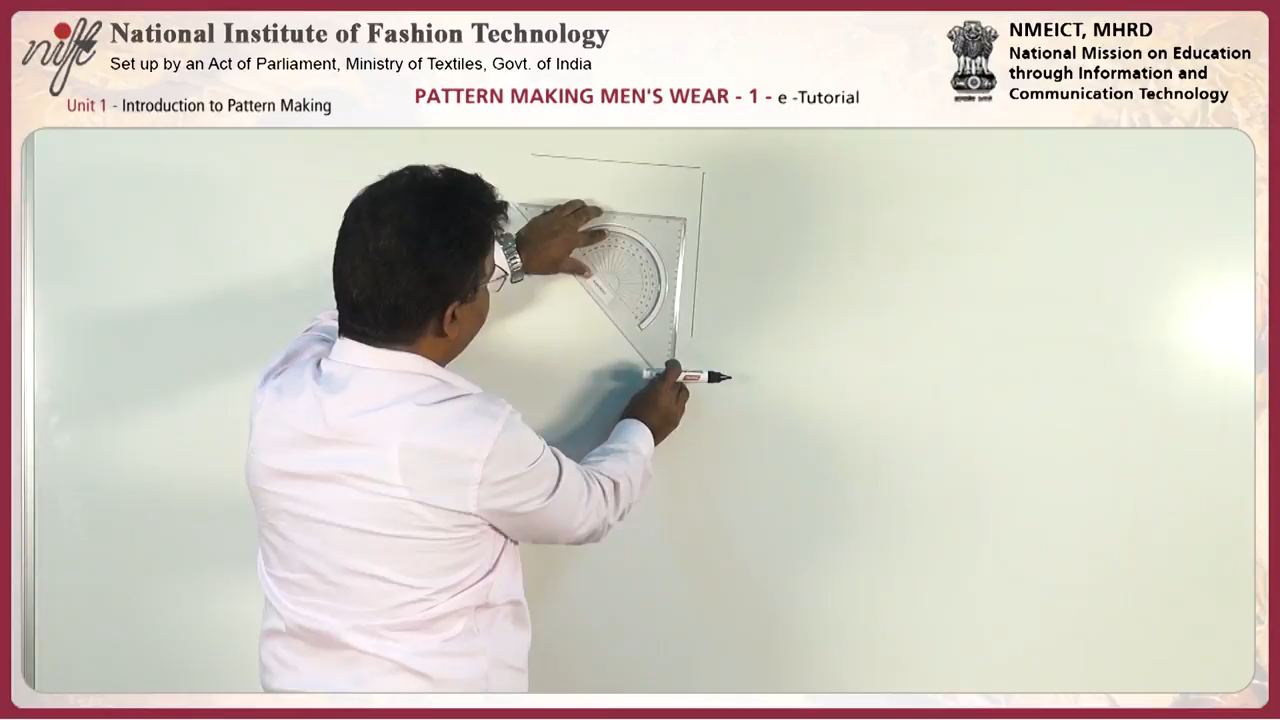 nift
National Institute of Fashion Technology
Set up by an Act of Parliament, Ministry of Textiles, Govt. of India
Unit 1 - Introduction to Pattern Making
PATTERN MAKING MEN'S WEAR - 1 - e -Tutorial
NMEICT, MHRD
National Mission on Education
through Information and
Communication Technology